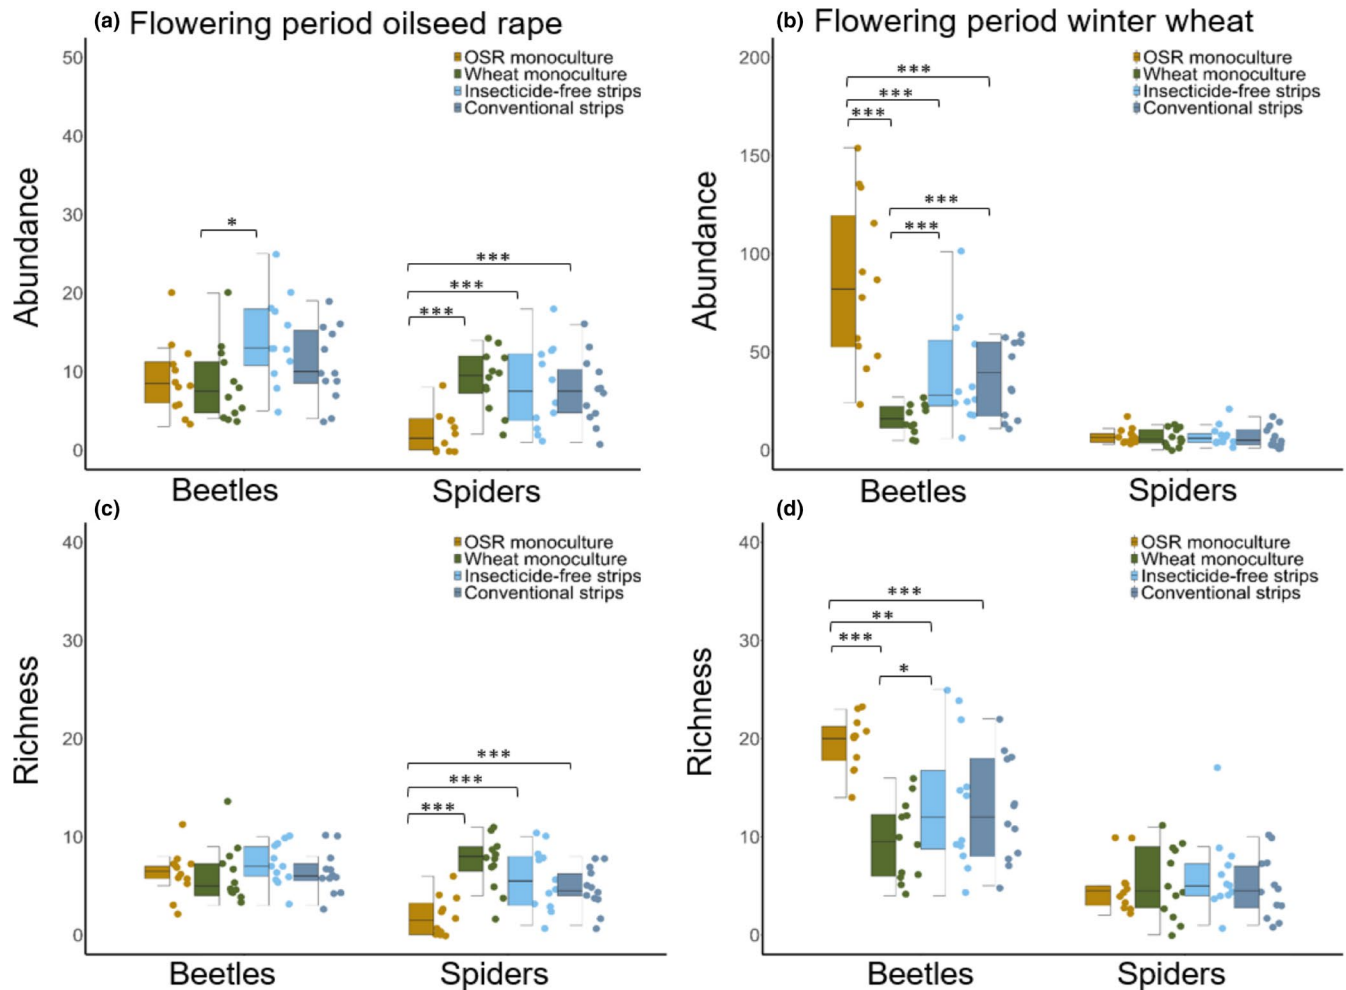 (a) Flowering period oilseed rape
50
40
30
20
10
0
Abundance
OSR monoculture
Wheat monoculture
Insecticide-free strips
Conventional strips
*
***
***
***
Beetles
Spiders
(b) Flowering period winter wheat
200
150
100
50
0
Abundance
OSR monoculture
Wheat monoculture
Insecticide-free strips
Conventional strips
***
***
***
***
***
Beetles
Spiders
(c)
40
30
20
10
0
Richness
OSR monoculture
Wheat monoculture
Insecticide-free strips
Conventional strips
***
***
***
Beetles
Spiders
(d)
40
30
20
10
0
Richness
OSR monoculture
Wheat monoculture
Insecticide-free strips
Conventional strips
***
**
***
*
Beetles
Spiders